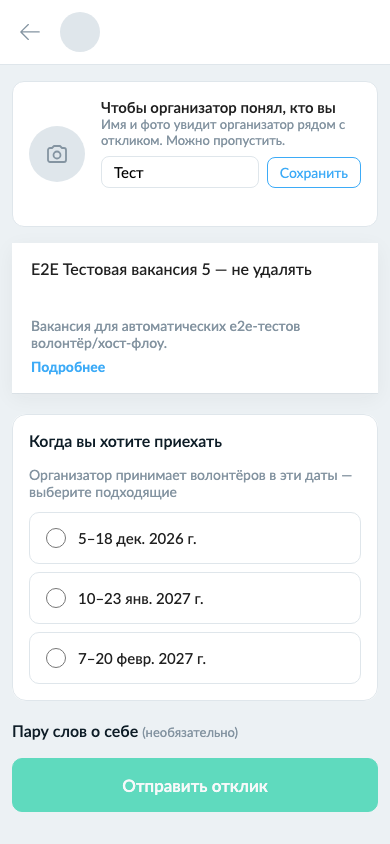 Чтобы организатор понял, кто вы
Имя и фото увидит организатор рядом с
откликом. Можно пропустить.
Тест
Сохранить
E2E Тестовая вакансия 5 — не удалять
Вакансия для автоматических e2e-тестов
волонтёр/хост-флоу.
Подробнее
Когда вы хотите приехать
Организатор принимает волонтёров в эти даты —
выберите подходящие
5–18 дек. 2026 г.
10–23 янв. 2027 г.
7–20 февр. 2027 г.
Пару слов о себе (необязательно)
Отправить отклик